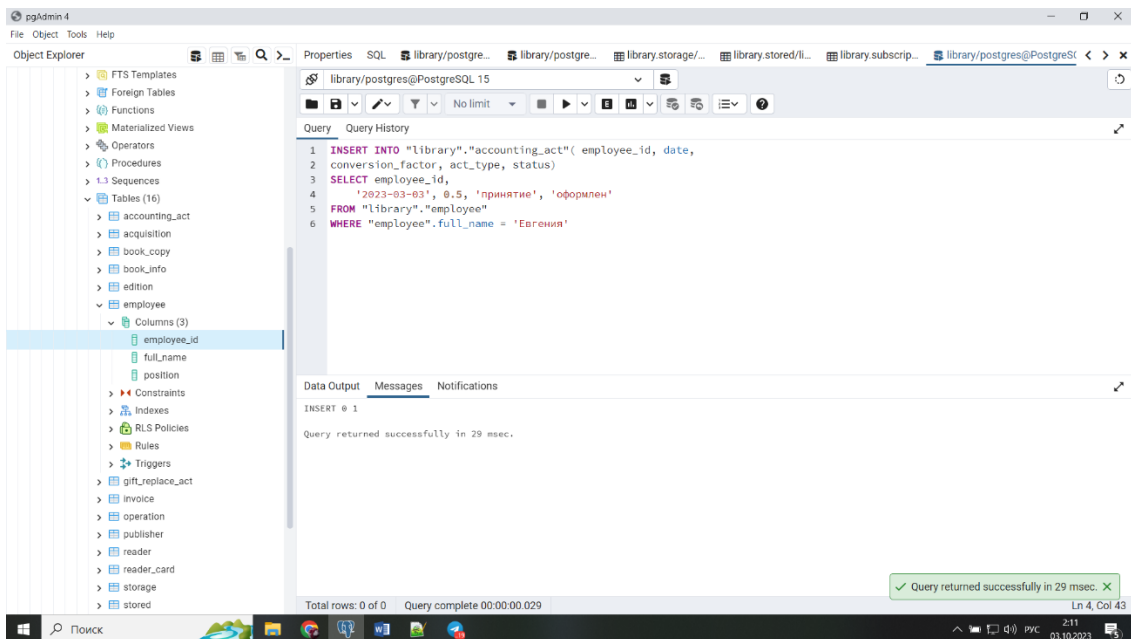 pgAdmin 4
File Object Tools Help
Object Explorer
Properties SQL library/postgre... library/postgre... library.storage/... library.stored/li... library.subscrip... library/postgres@PostgreS
FTS Templates
Foreign Tables
Functions
Materialized Views
Operators
Procedures
1..3 Sequences
Tables (16)
accounting_act
acquisition
book_copy
book_info
edition
employee
Columns (3)
employee_id
full_name
position
Constraints
Indexes
RLS Policies
Rules
Triggers
gift_replace_act
invoice
operation
publisher
reader
reader_card
storage
stored
library/postgres@PostgreSQL 15
No limit
Query Query History
1 INSERT INTO "library"."accounting_act"( employee_id, date,
2 conversion_factor, act_type, status)
3 SELECT employee_id,
4 '2023-03-03', 0.5, 'принятие', 'оформлен'
5 FROM "library"."employee"
6 WHERE "employee".full_name = 'Евгения'
Data Output Messages Notifications
INSERT 0 1
Query returned successfully in 29 msec.
Query returned successfully in 29 msec.
Total rows: 0 of 0 Query complete 00:00:00.029
Ln 4, Col 43
Поиск
РУС
2:11
03.10.2023